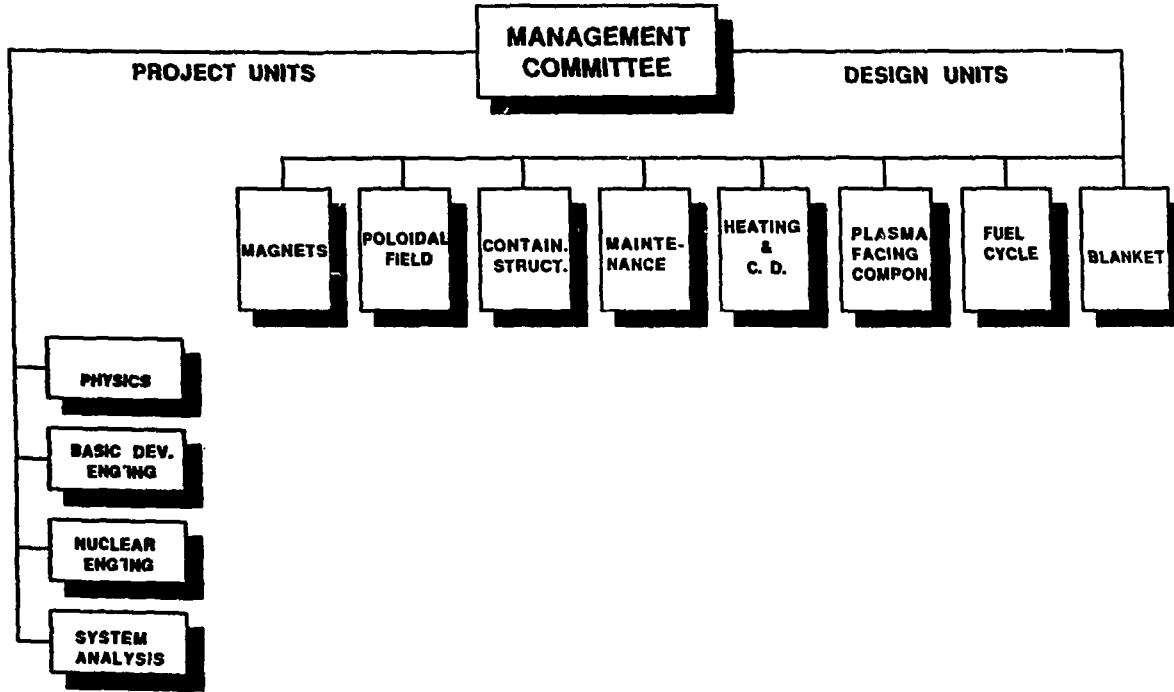 MANAGEMENT
COMMITTEE
PROJECT UNITS
DESIGN UNITS
MAGNETS
POLOIDAL
FIELD
CONTAIN.
STRUCT.
MAINTE-
NANCE
HEATING
&
C. D.
PLASMA
FACING
COMPON.
FUEL
CYCLE
BLANKET
PHYSICS
BASIC DEV.
ENG'ING
NUCLEAR
ENG'ING
SYSTEM
ANALYSIS